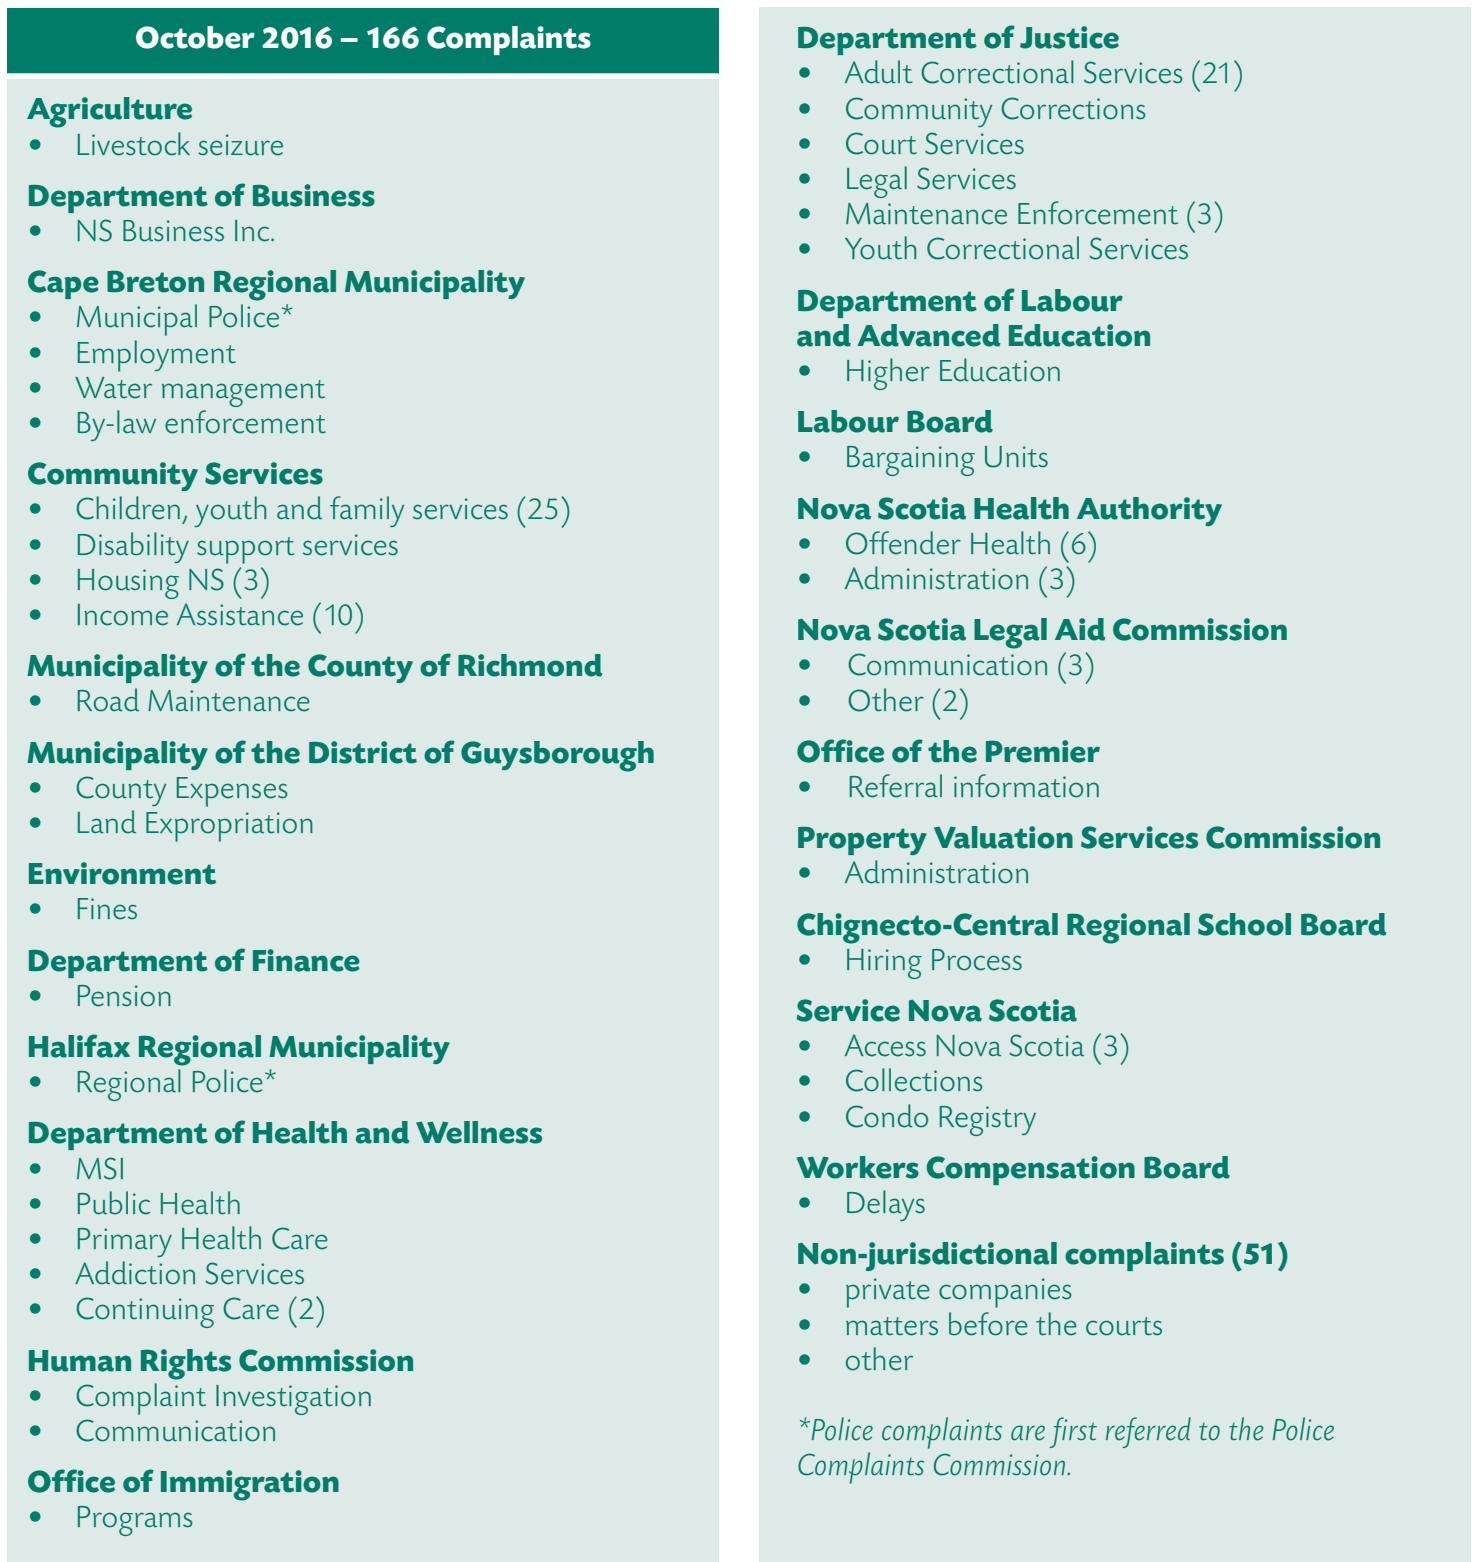 October 2016 – 166 Complaints
Agriculture
• Livestock seizure
Department of Business
• NS Business Inc.
Cape Breton Regional Municipality
• Municipal Police*
• Employment
• Water management
• By-law enforcement
Community Services
• Children, youth and family services (25)
• Disability support services
• Housing NS (3)
• Income Assistance (10)
Municipality of the County of Richmond
• Road Maintenance
Municipality of the District of Guysborough
• County Expenses
• Land Expropriation
Environment
• Fines
Department of Finance
• Pension
Halifax Regional Municipality
• Regional Police*
Department of Health and Wellness
• MSI
• Public Health
• Primary Health Care
• Addiction Services
• Continuing Care (2)
Human Rights Commission
• Complaint Investigation
• Communication
Office of Immigration
• Programs
Department of Justice
• Adult Correctional Services (21)
• Community Corrections
• Court Services
• Legal Services
• Maintenance Enforcement (3)
• Youth Correctional Services
Department of Labour
and Advanced Education
• Higher Education
Labour Board
• Bargaining Units
Nova Scotia Health Authority
• Offender Health (6)
• Administration (3)
Nova Scotia Legal Aid Commission
• Communication (3)
• Other (2)
Office of the Premier
• Referral information
Property Valuation Services Commission
• Administration
Chignecto-Central Regional School Board
• Hiring Process
Service Nova Scotia
• Access Nova Scotia (3)
• Collections
• Condo Registry
Workers Compensation Board
• Delays
Non-jurisdictional complaints (51)
• private companies
• matters before the courts
• other
*Police complaints are first referred to the Police
Complaints Commission.